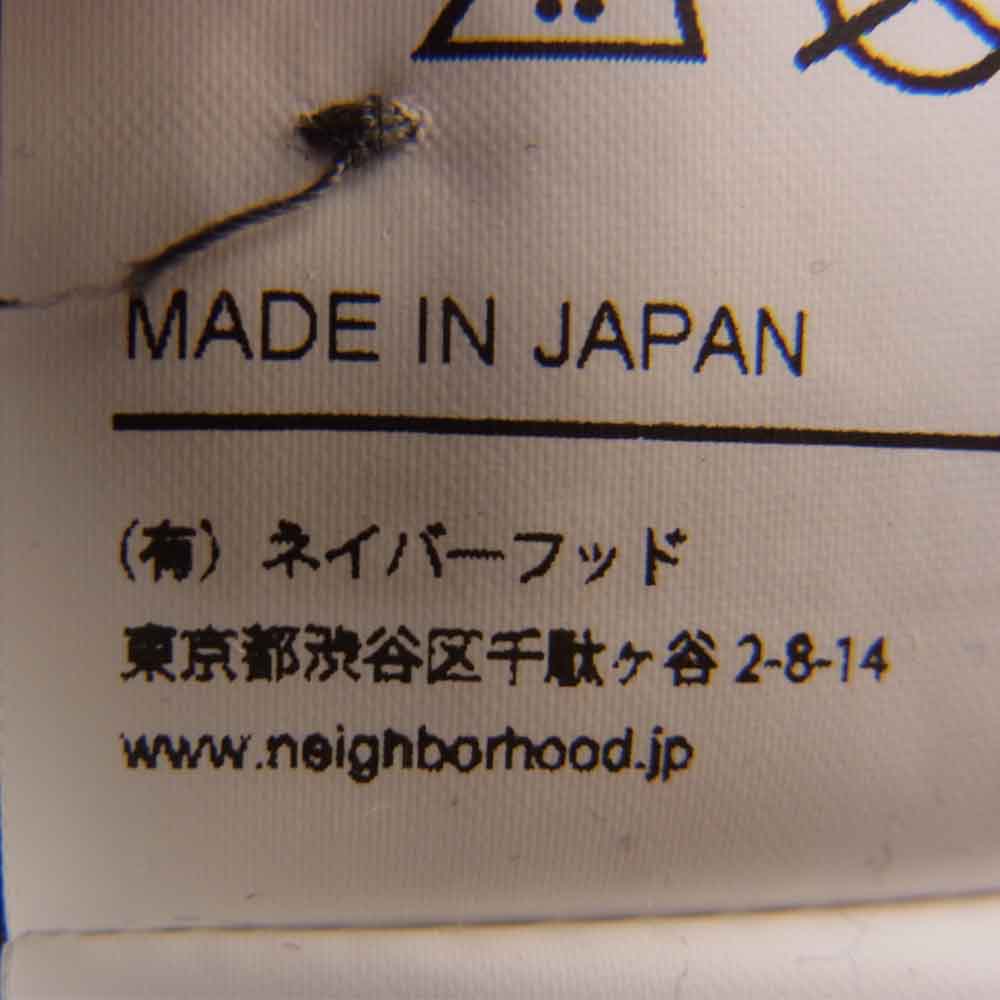 MADE IN JAPAN
(有) ネイバーフッド
東京都渋谷区千駄ヶ谷 2-8-14
www.neighborhood.jp